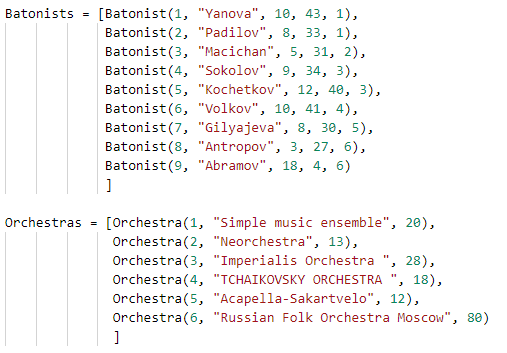 Batonists = [Batonist(1, "Yanova", 10, 43, 1),
Batonist(2, "Padilov", 8, 33, 1),
Batonist(3, "Macichan", 5, 31, 2),
Batonist(4, "Sokolov", 9, 34, 3),
Batonist(5, "Kochetkov", 12, 40, 3),
Batonist(6, "Volkov", 10, 41, 4),
Batonist(7, "Gilyajeva", 8, 30, 5),
Batonist(8, "Antropov", 3, 27, 6),
Batonist(9, "Abramov", 18, 4, 6)
]
Orchestras = [Orchestra(1, "Simple music ensemble", 20),
Orchestra(2, "Neorchestra", 13),
Orchestra(3, "Imperialis Orchestra ", 28),
Orchestra(4, "TCHAIKOVSKY ORCHESTRA ", 18),
Orchestra(5, "Acapella-Sakartvelo", 12),
Orchestra(6, "Russian Folk Orchestra Moscow", 80)
]